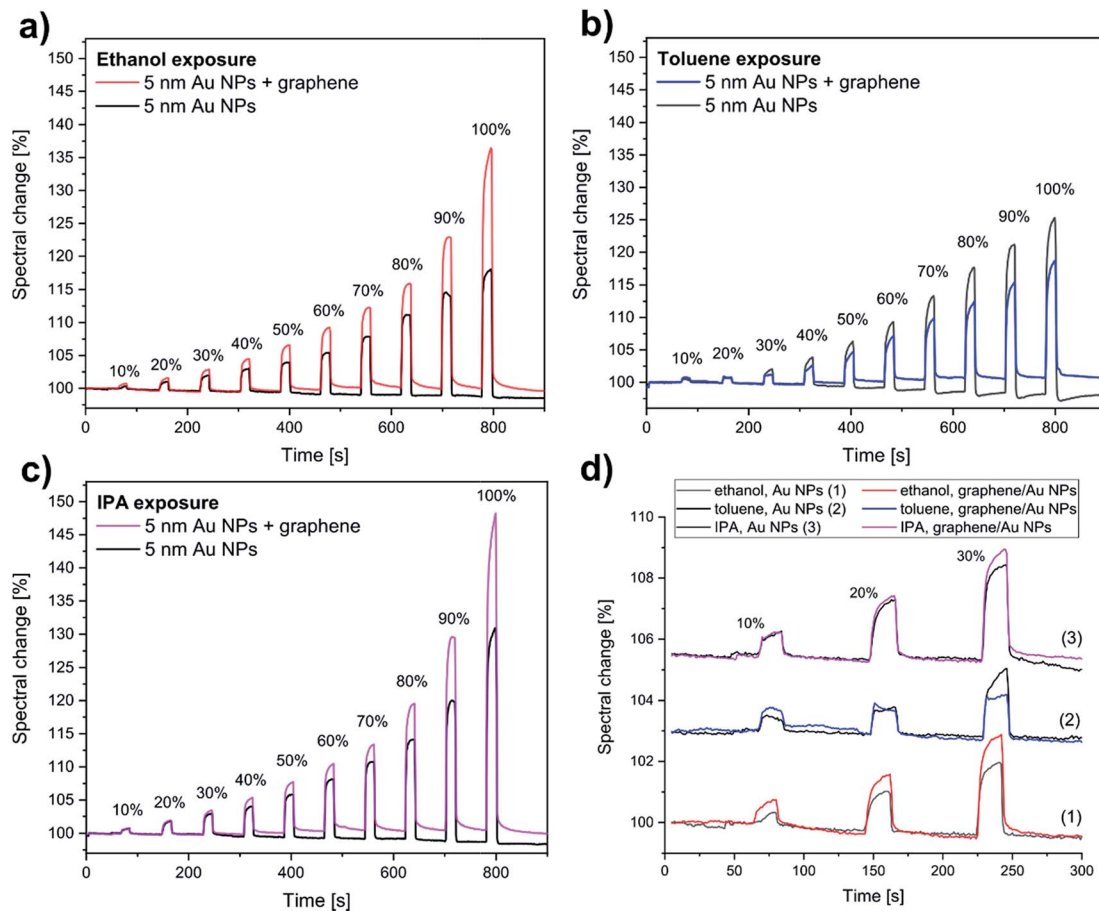 a)
Ethanol exposure
5 nm Au NPs + graphene
5 nm Au NPs
150
145
140
135
130
125
120
115
110
105
100
10%
20%
30%
40%
50%
60%
70%
80%
90%
100%
0 200 400 600 800
Time [s]
Spectral change [%]
b)
Toluene exposure
5 nm Au NPs + graphene
5 nm Au NPs
150
145
140
135
130
125
120
115
110
105
100
10%
20%
30%
40%
50%
60%
70%
80%
90%
100%
0 200 400 600 800
Time [s]
Spectral change [%]
c)
IPA exposure
5 nm Au NPs + graphene
5 nm Au NPs
150
145
140
135
130
125
120
115
110
105
100
10%
20%
30%
40%
50%
60%
70%
80%
90%
100%
0 200 400 600 800
Time [s]
Spectral change [%]
d)
ethanol, Au NPs (1) ethanol, graphene/Au NPs
toluene, Au NPs (2) toluene, graphene/Au NPs
IPA, Au NPs (3) IPA, graphene/Au NPs
110
108
106
104
102
100
10%
20%
30%
(3)
(2)
(1)
0 50 100 150 200 250 300
Time [s]
Spectral change [%]